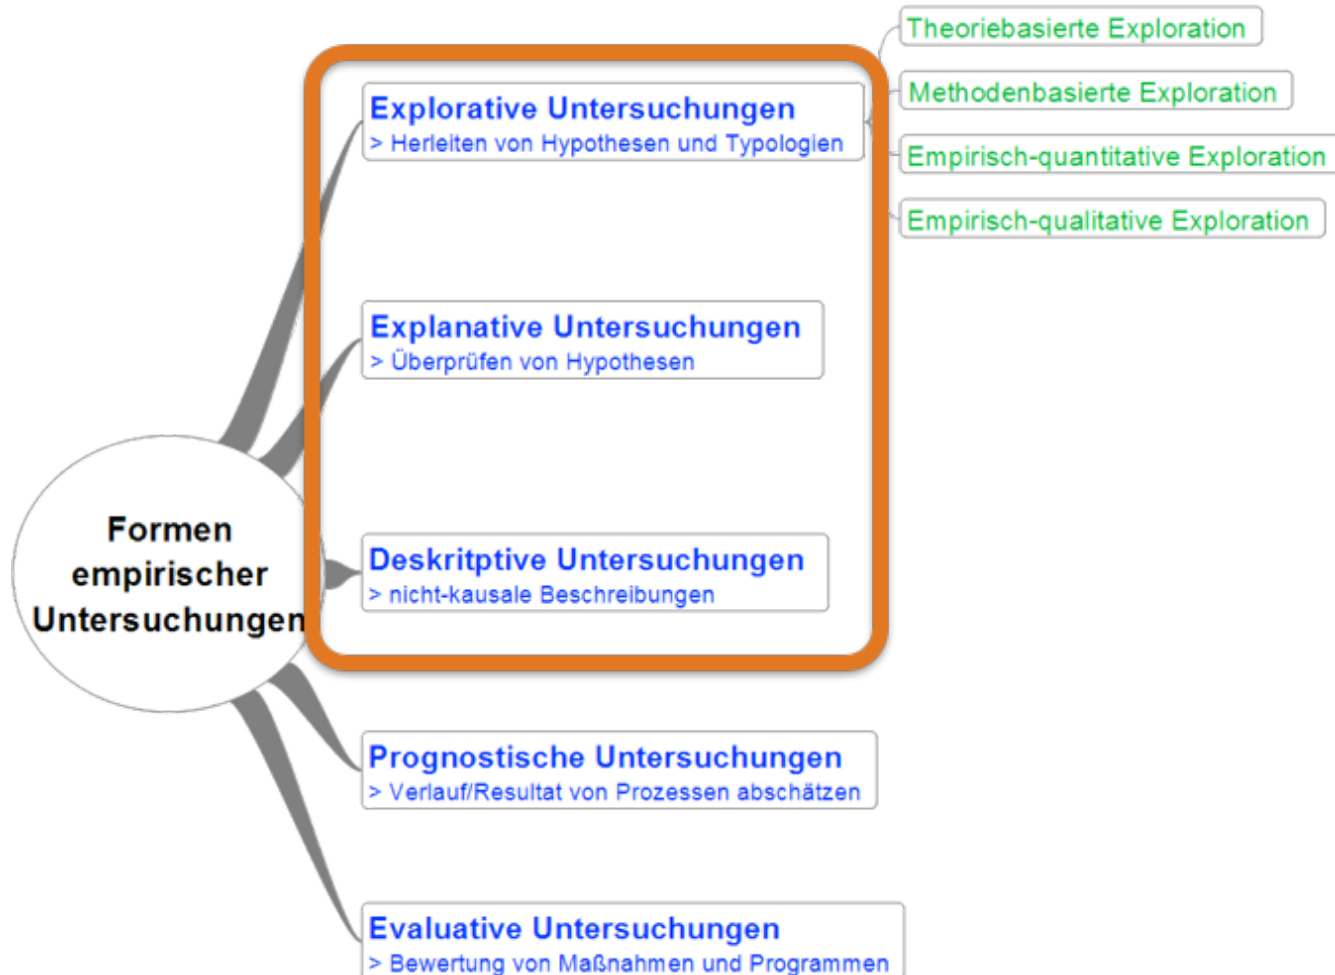 Formen
empirischer
Untersuchungen
Explorative Untersuchungen
> Herleiten von Hypothesen und Typologien
Theoriebasierte Exploration
Methodenbasierte Exploration
Empirisch-quantitative Exploration
Empirisch-qualitative Exploration
Explanative Untersuchungen
> Überprüfen von Hypothesen
Deskritptive Untersuchungen
> nicht-kausale Beschreibungen
Prognostische Untersuchungen
> Verlauf/Resultat von Prozessen abschätzen
Evaluative Untersuchungen
> Bewertung von Maßnahmen und Programmen